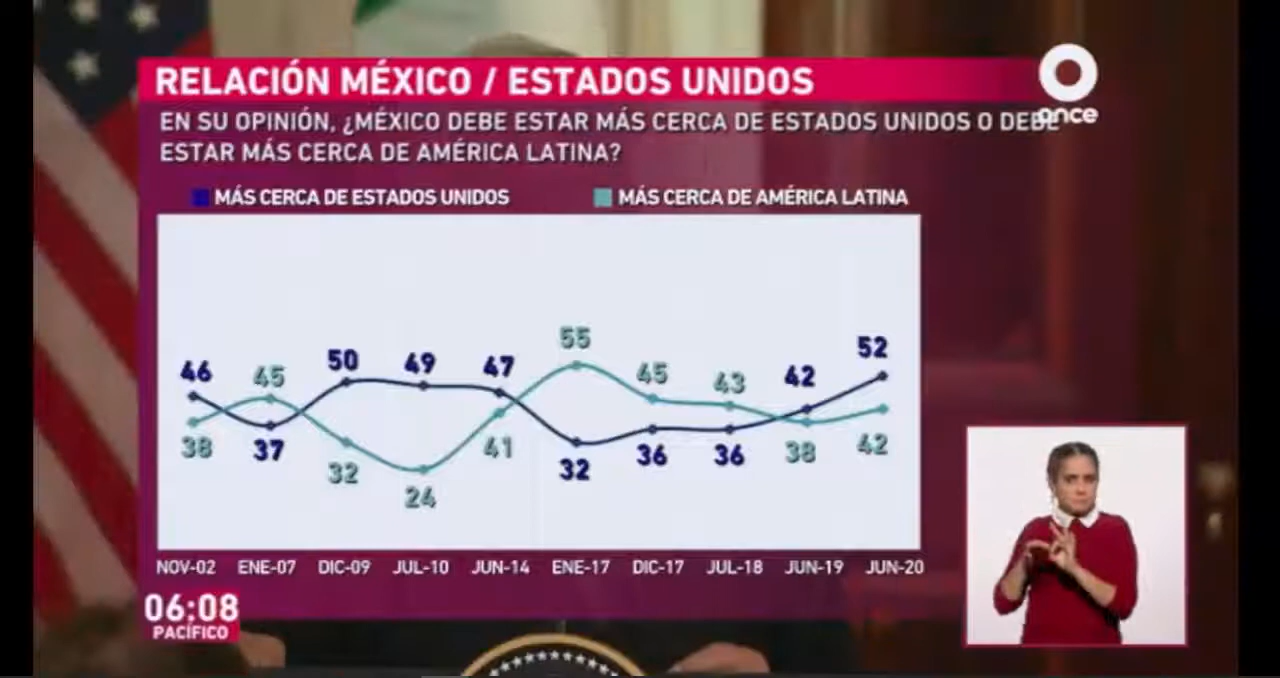 RELACIÓN MÉXICO / ESTADOS UNIDOS
once
EN SU OPINIÓN, ¿MÉXICO DEBE ESTAR MÁS CERCA DE ESTADOS UNIDOS O DEBE
ESTAR MÁS CERCA DE AMÉRICA LATINA?
MÁS CERCA DE ESTADOS UNIDOS MÁS CERCA DE AMÉRICA LATINA
46 45 50 49 47 55 45 43 42 52
38 37 32 24 41 32 36 36 38 42
NOV-02 ENE-07 DIC-09 JUL-10 JUN-14 ENE-17 DIC-17 JUL-18 JUN-19 JUN-20
06:08
PACÍFICO